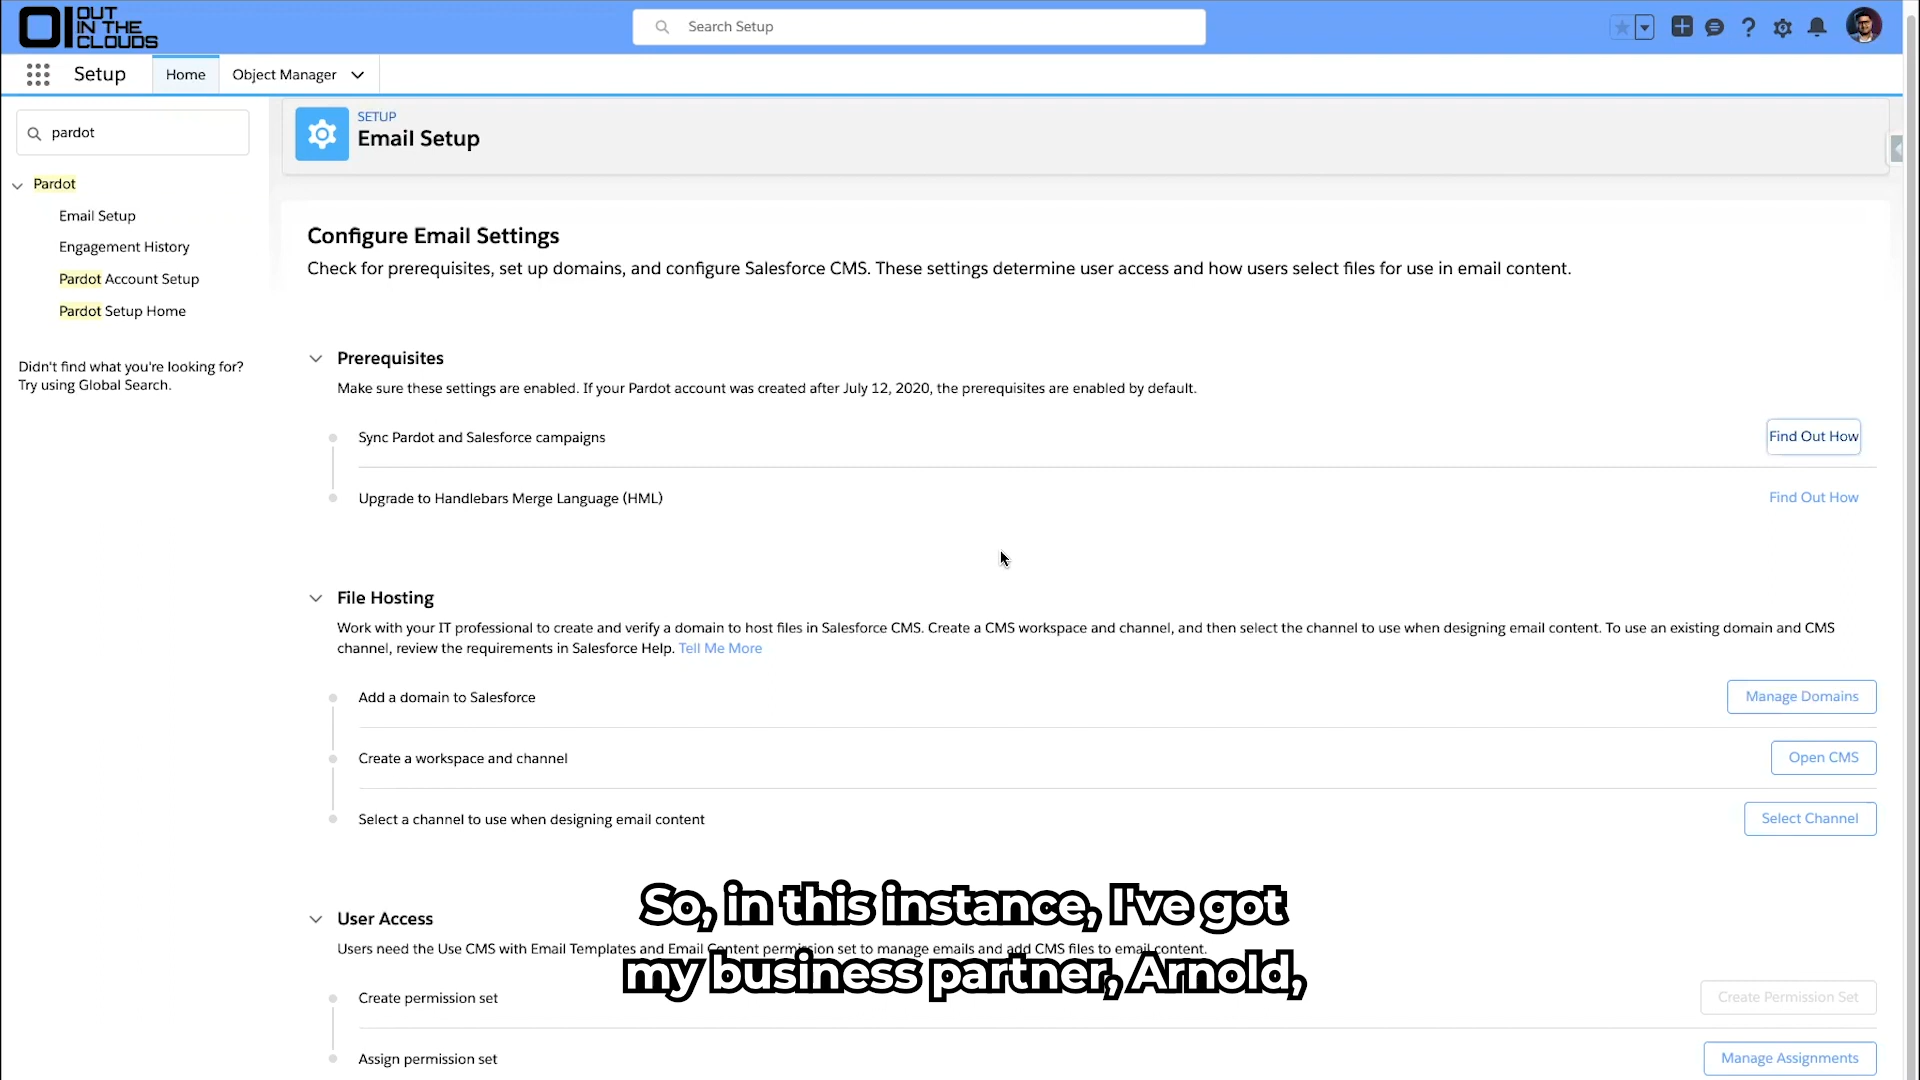 OUT
IN THE
CLOUDS
Search Setup
Setup
Home
Object Manager
pardot
SETUP
Email Setup
Pardot
Email Setup
Engagement History
Pardot Account Setup
Pardot Setup Home
Didn't find what you're looking for?
Try using Global Search.
Configure Email Settings
Check for prerequisites, set up domains, and configure Salesforce CMS. These settings determine user access and how users select files for use in email content.
Prerequisites
Make sure these settings are enabled. If your Pardot account was created after July 12, 2020, the prerequisites are enabled by default.
Sync Pardot and Salesforce campaigns
Find Out How
Upgrade to Handlebars Merge Language (HML)
Find Out How
File Hosting
Work with your IT professional to create and verify a domain to host files in Salesforce CMS. Create a CMS workspace and channel, and then select the channel to use when designing email content. To use an existing domain and CMS
channel, review the requirements in Salesforce Help. Tell Me More
Add a domain to Salesforce
Manage Domains
Create a workspace and channel
Open CMS
Select a channel to use when designing email content
Select Channel
User Access
Users need the Use CMS with Email Templates and Email Content permission set to manage emails and add CMS files to email content.
Create permission set
Create Permission Set
Assign permission set
Manage Assignments
So, in this instance, I've got
my business partner, Arnold,